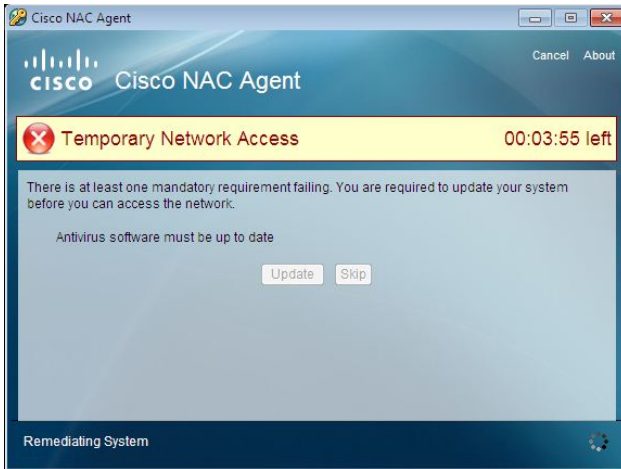 Cisco NAC Agent
Cancel About
CISCO Cisco NAC Agent
Temporary Network Access 00:03:55 left
There is at least one mandatory requirement failing. You are required to update your system
before you can access the network.
Antivirus software must be up to date
Update Skip
Remediating System